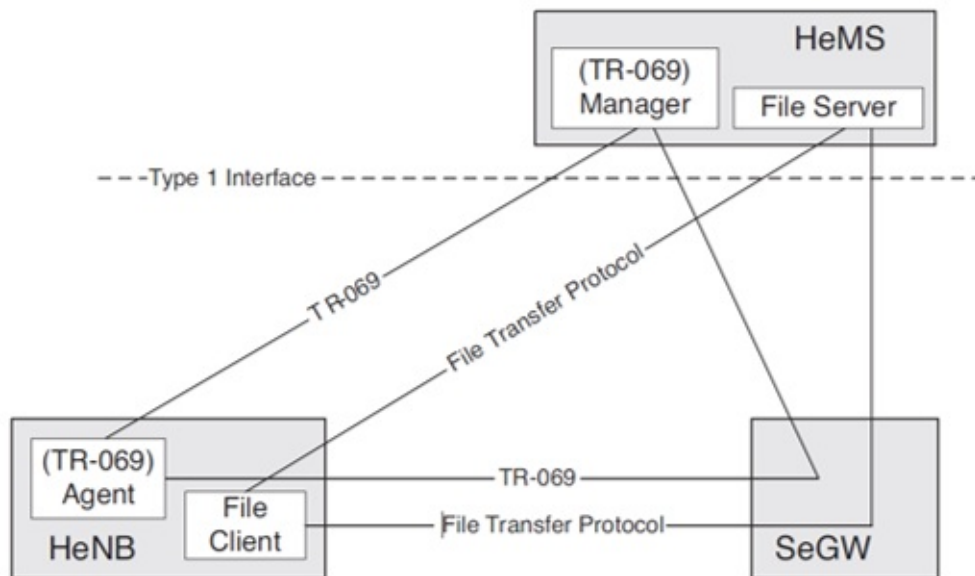 HeMS
(TR-069)
Manager
File Server
Type 1 Interface
TR-069
File Transfer Protocol
(TR-069)
Agent
File
Client
HeNB
TR-069
File Transfer Protocol
SeGW